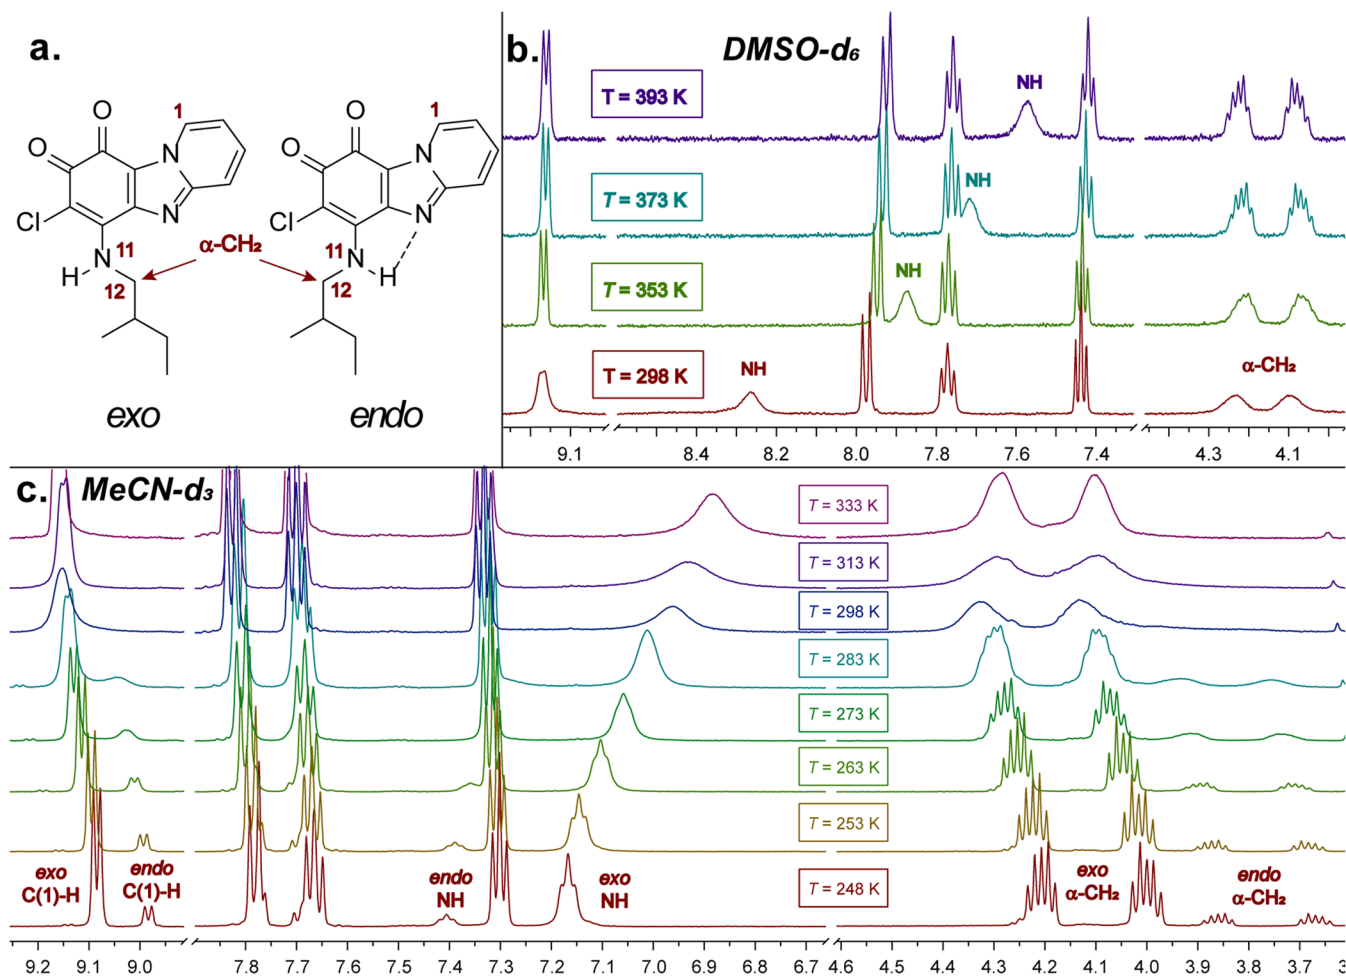 a.
O
O
1
N
N
Cl
11
N
H
12
α-CH₂
exo
O
O
1
N
N
Cl
11
N
H
12
endo
b.
DMSO-d6
T = 393 K
NH
T = 373 K
NH
T = 353 K
NH
T = 298 K
NH
α-CH₂
9.1 8.4 8.2 8.0 7.8 7.6 7.4 4.3 4.1
c.
MeCN-d3
T = 333 K
T = 313 K
T = 298 K
T = 283 K
T = 273 K
T = 263 K
T = 253 K
T = 248 K
exo
C(1)-H
endo
C(1)-H
endo
NH
exo
NH
exo
α-CH₂
endo
α-CH₂
9.2 9.1 9.0 7.8 7.7 7.6 7.5 7.4 7.3 7.2 7.1 7.0 6.9 6.8 6.7 4.6 4.5 4.4 4.3 4.2 4.1 4.0 3.9 3.8 3.7